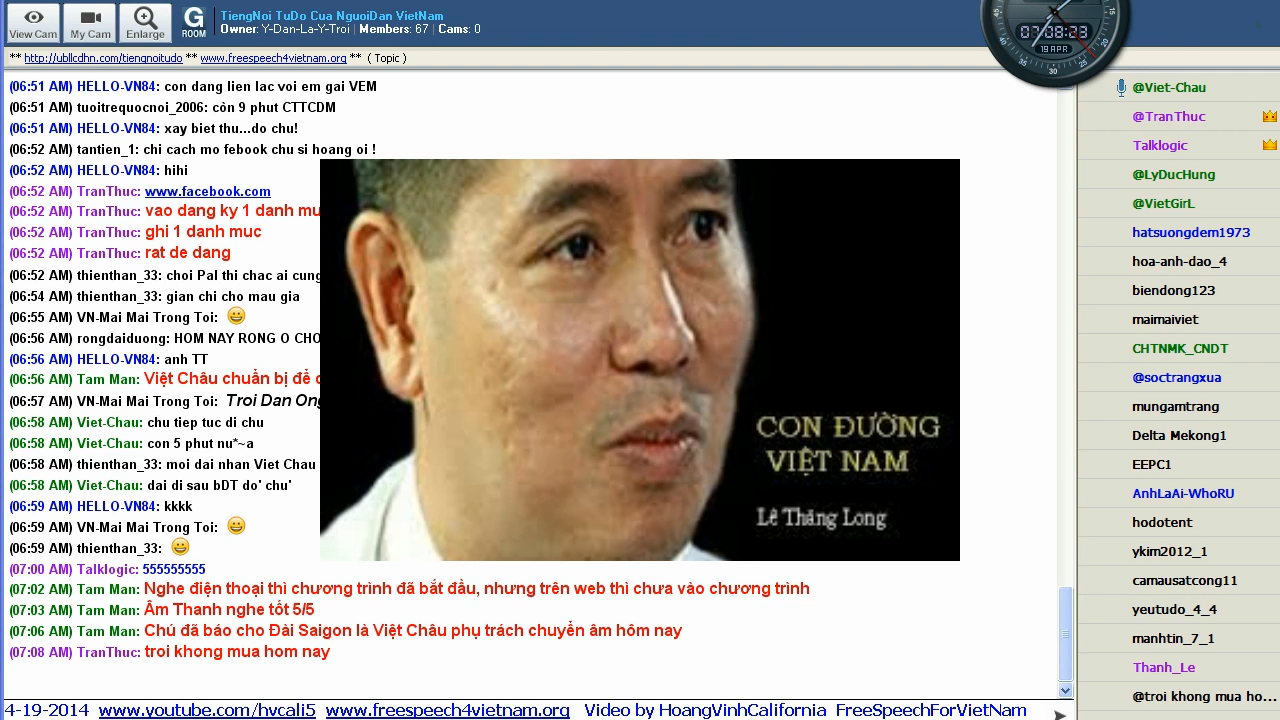 View Cam
My Cam
Enlarge
G
ROOM
TiengNoi TuDo Cua NguoiDan VietNam
Owner: Y-Dan-La-Y-Troi | Members: 67 | Cams: 0
07:08:23
19 APR
** http://ubllcdhn.com/tiengnoitudo ** www.freespeech4vietnam.org ** ( Topic )
(06:51 AM) HELLO-VN84: con dang lien lac voi em gai VEM
(06:51 AM) tuoitrequocnoi_2006: côn 9 phut CTTCDM
(06:51 AM) HELLO-VN84: xay biet thu...do chu!
(06:52 AM) tantien_1: chi cach mo febook chu si hoang oi !
(06:52 AM) HELLO-VN84: hihi
(06:52 AM) TranThuc: www.facebook.com
(06:52 AM) TranThuc: vao dang ky 1 danh mu
(06:52 AM) TranThuc: ghi 1 danh muc
(06:52 AM) TranThuc: rat de dang
(06:52 AM) thienthan_33: choi Pal thi chac ai cung
(06:54 AM) thienthan_33: gian chi cho mau gia
(06:55 AM) VN-Mai Mai Trong Toi:
(06:56 AM) rongdaiduong: HOM NAY RONG O CHO
(06:56 AM) HELLO-VN84: anh TT
(06:56 AM) Tam Man: Việt Châu chuẩn bị để
(06:57 AM) VN-Mai Mai Trong Toi: Troi Dan Ong
(06:58 AM) Viet-Chau: chu tiep tuc di chu
(06:58 AM) Viet-Chau: con 5 phut nu*~a
(06:58 AM) thienthan_33: moi dai nhan Viet Chau
(06:58 AM) Viet-Chau: dai di sau bDT do' chu'
(06:59 AM) HELLO-VN84: kkkk
(06:59 AM) VN-Mai Mai Trong Toi:
(06:59 AM) thienthan_33:
(07:00 AM) Talklogic: 555555555
(07:02 AM) Tam Man: Nghe điện thoại thì chương trình đã bắt đầu, nhưng trên web thì chưa vào chương trình
(07:03 AM) Tam Man: Âm Thanh nghe tốt 5/5
(07:06 AM) Tam Man: Chú đã báo cho Đài Saigon là Việt Châu phụ trách chuyển âm hôm nay
(07:08 AM) TranThuc: troi khong mua hom nay
CON ĐƯỜNG
VIỆT NAM
Lê Thăng Long
@Viet-Chau
@TranThuc
Talklogic
@LyDucHung
@VietGirL
hatsuongdem1973
hoa-anh-dao_4
biendong123
maimaiviet
CHTNMK_CNDT
@soctrangxua
mungamtrang
Delta Mekong1
EEPC1
AnhLaAi-WhoRU
hodotent
ykim2012_1
camausatcong11
yeutudo_4_4
manhtin_7_1
Thanh_Le
@troi khong mua ho...
4-19-2014 www.youtube.com/hvcali5 www.freespeech4vietnam.org Video by HoangVinhCalifornia FreeSpeechForVietNam